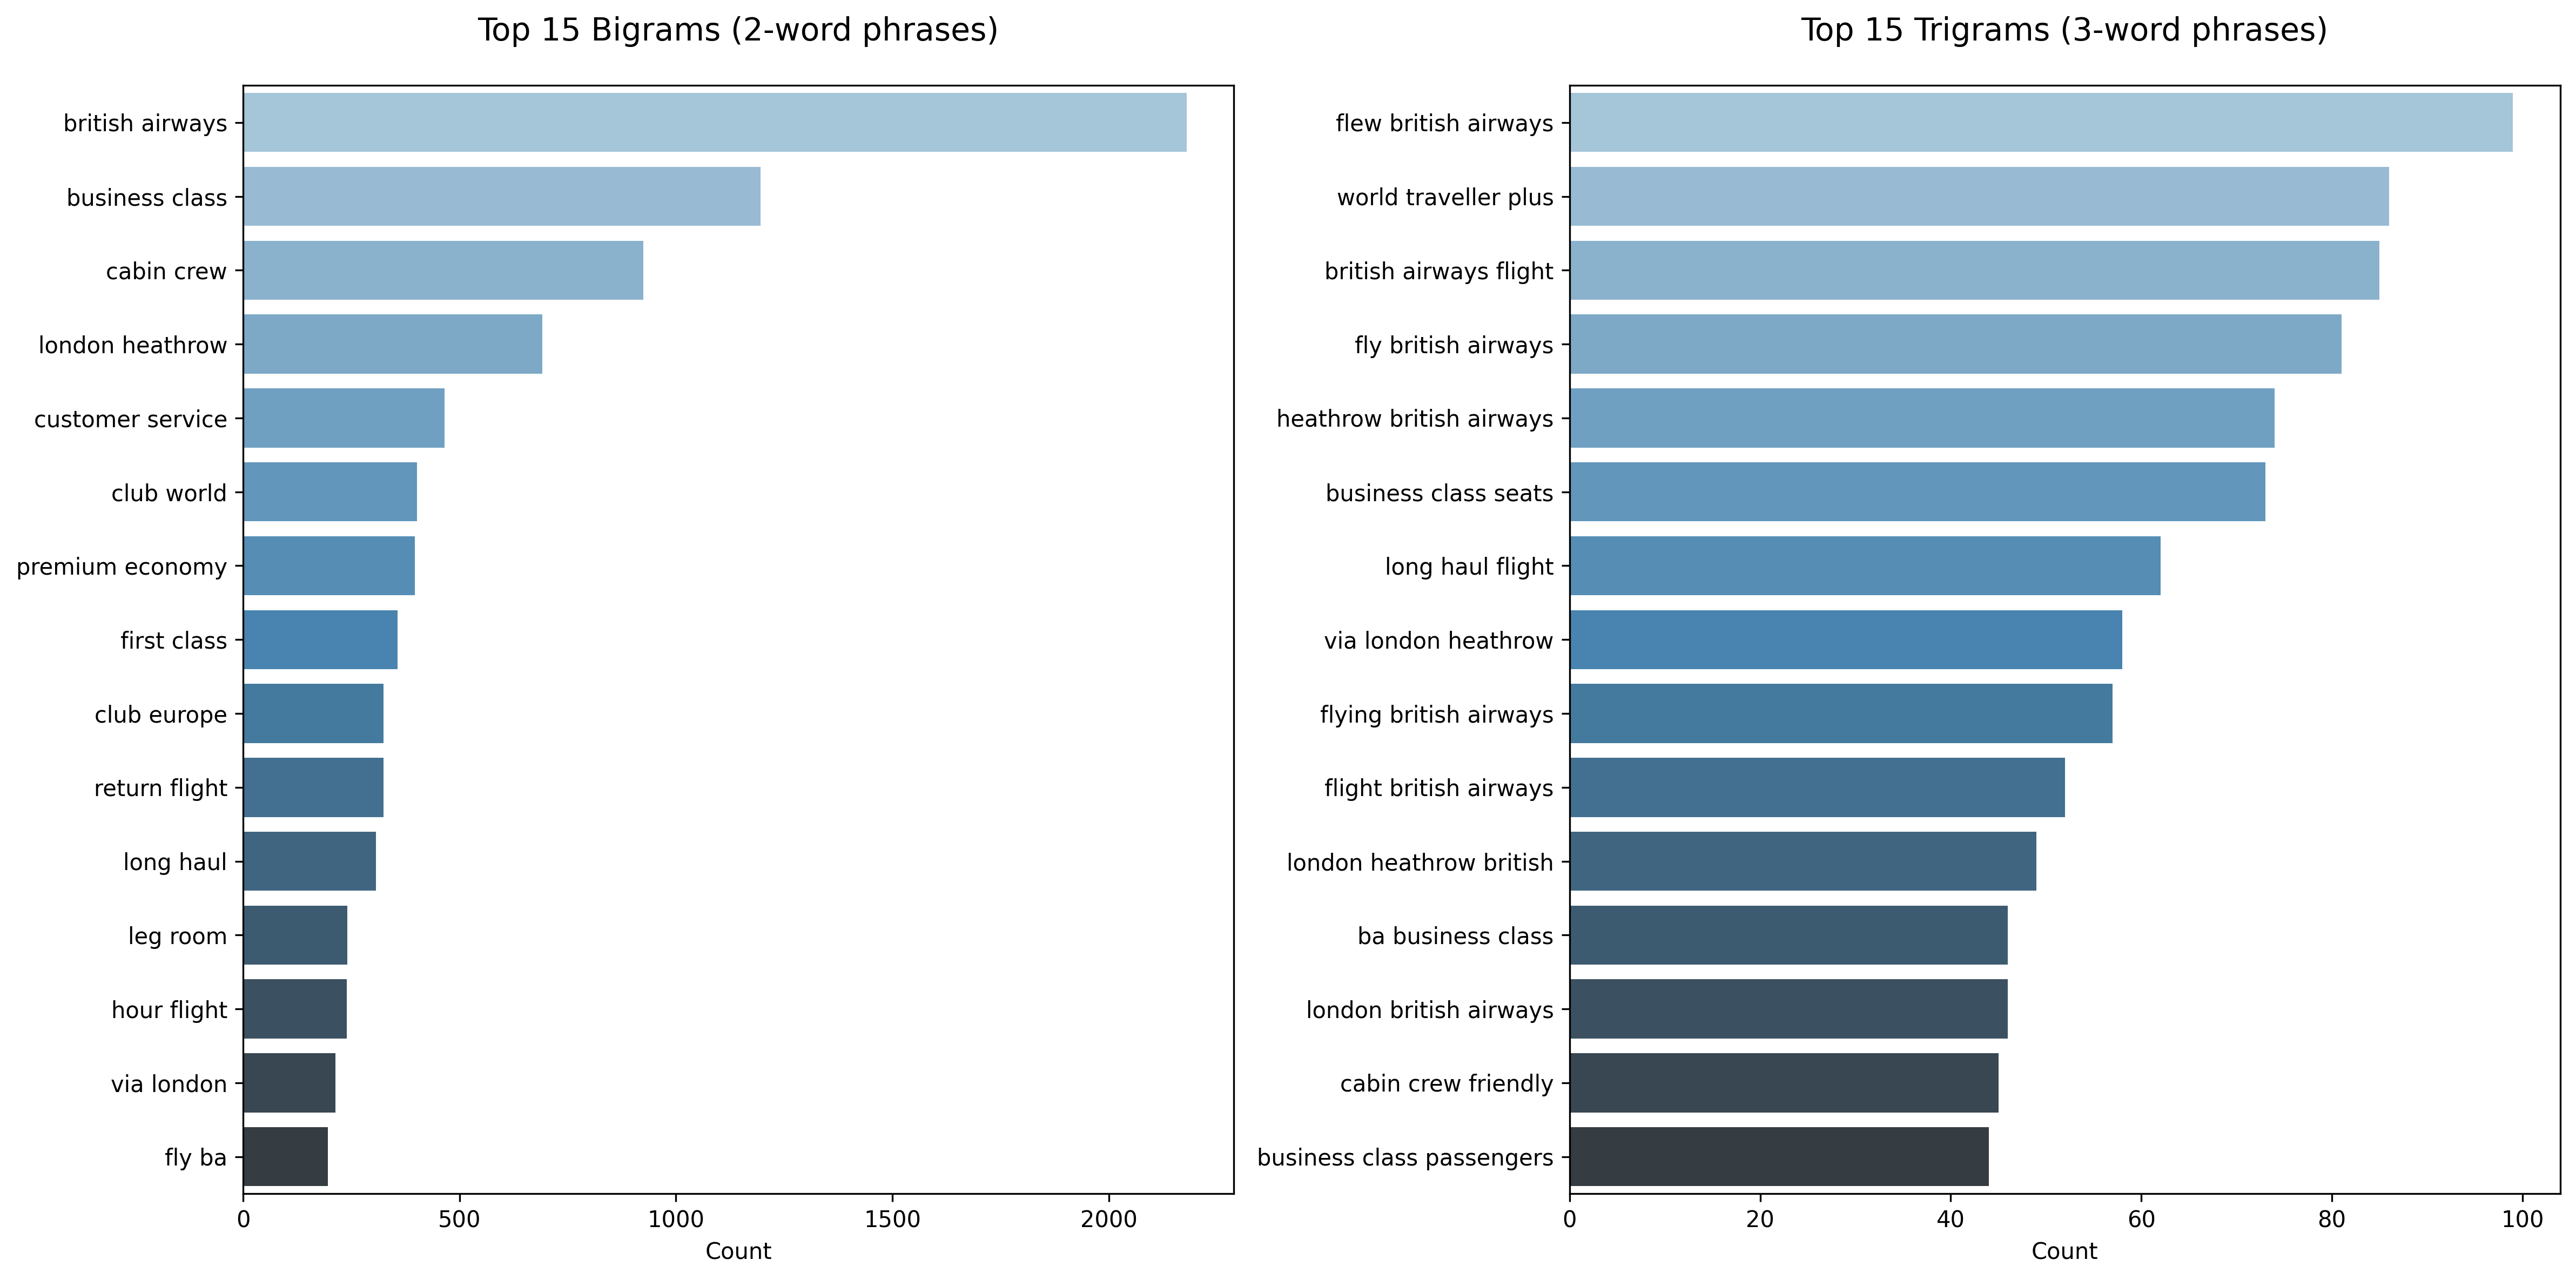 Top 15 Bigrams (2-word phrases)
british airways
business class
cabin crew
london heathrow
customer service
club world
premium economy
first class
club europe
return flight
long haul
leg room
hour flight
via london
fly ba
0 500 1000 1500 2000
Count
Top 15 Trigrams (3-word phrases)
flew british airways
world traveller plus
british airways flight
fly british airways
heathrow british airways
business class seats
long haul flight
via london heathrow
flying british airways
flight british airways
london heathrow british
ba business class
london british airways
cabin crew friendly
business class passengers
0 20 40 60 80 100
Count